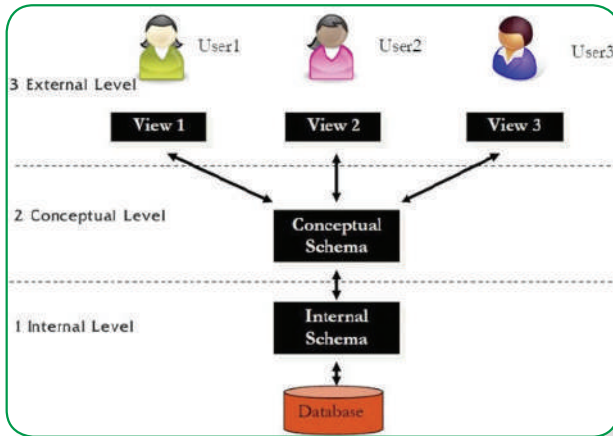 User1
User2
User3
3 External Level
View 1
View 2
View 3
2 Conceptual Level
Conceptual
Schema
1 Internal Level
Internal
Schema
Database